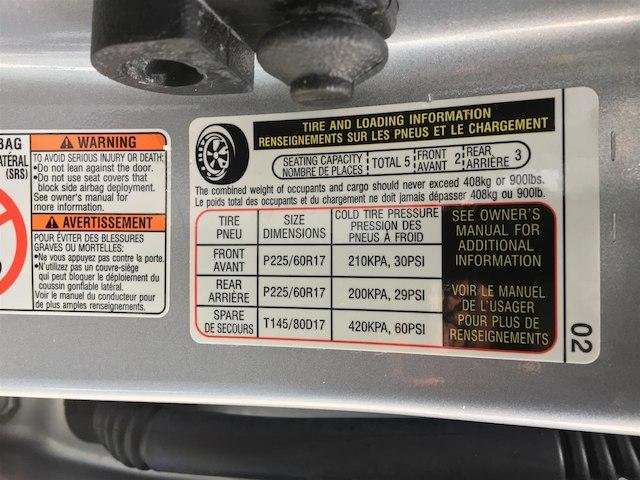 BAG
LATÉRAL
(SRS)
WARNING
TO AVOID SERIOUS INJURY OR DEATH:
•Do not lean against the door.
•Do not use seat covers that
block side airbag deployment.
See owner's manual for
more information.
AVERTISSEMENT
POUR ÉVITER DES BLESSURES
GRAVES OU MORTELLES:
•Ne vous appuyez pas contre la porte.
•N'utilizez pas un couvre-siège
qui peut bloquer le déploiement du
coussin gonflable latéral.
Voir le manuel du conducteur pour
de plus amples renseignements.
TIRE AND LOADING INFORMATION
RENSEIGNEMENTS SUR LES PNEUS ET LE CHARGEMENT
SEATING CAPACITY
NOMBRE DE PLACES
TOTAL 5
FRONT
AVANT 2
REAR
ARRIÈRE 3
The combined weight of occupants and cargo should never exceed 408kg or 900lbs.
Le poids total des occupants et du chargement ne doit jamais dépasser 408kg ou 900lb.
TIRE
PNEU
SIZE
DIMENSIONS
COLD TIRE PRESSURE
PRESSION DES
PNEUS À FROID
FRONT
AVANT
P225/60R17
210KPA, 30PSI
REAR
ARRIÈRE
P225/60R17
200KPA, 29PSI
SPARE
DE SECOURS
T145/80D17
420KPA, 60PSI
SEE OWNER'S
MANUAL FOR
ADDITIONAL
INFORMATION
VOIR LE MANUEL
DE L'USAGER
POUR PLUS DE
RENSEIGNEMENTS
02